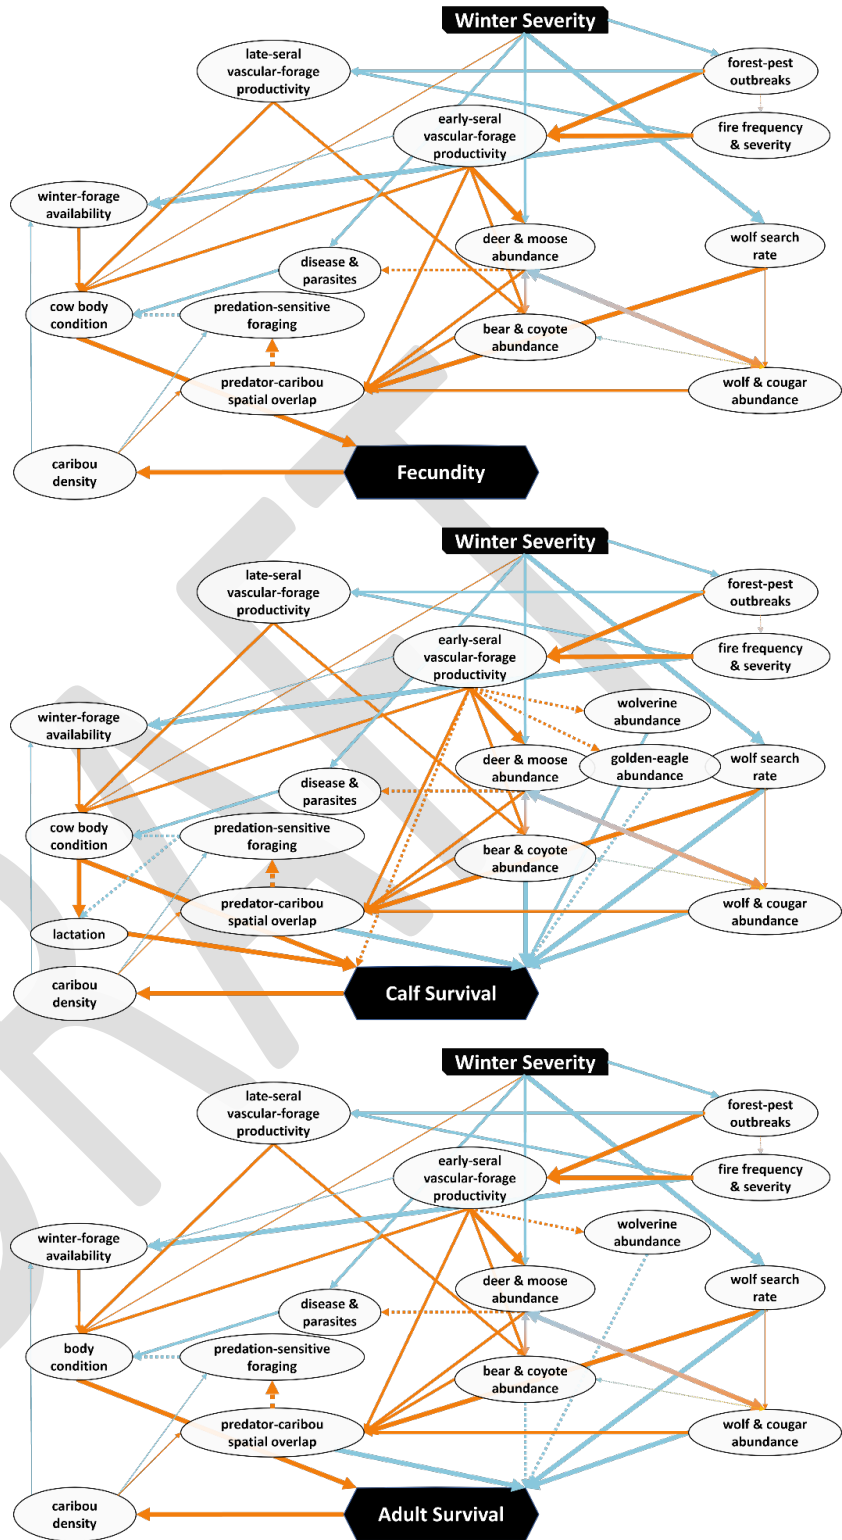 Winter Severity
late-seral
vascular-forage
productivity
forest-pest
outbreaks
early-seral
vascular-forage
productivity
fire frequency
& severity
winter-forage
availability
deer & moose
abundance
wolf search
rate
disease &
parasites
cow body
condition
predation-sensitive
foraging
bear & coyote
abundance
predator-caribou
spatial overlap
wolf & cougar
abundance
caribou
density
Fecundity
Winter Severity
late-seral
vascular-forage
productivity
forest-pest
outbreaks
early-seral
vascular-forage
productivity
fire frequency
& severity
winter-forage
availability
wolverine
abundance
deer & moose
abundance
golden-eagle
abundance
wolf search
rate
disease &
parasites
cow body
condition
predation-sensitive
foraging
bear & coyote
abundance
predator-caribou
spatial overlap
wolf & cougar
abundance
lactation
caribou
density
Calf Survival
Winter Severity
late-seral
vascular-forage
productivity
forest-pest
outbreaks
early-seral
vascular-forage
productivity
fire frequency
& severity
winter-forage
availability
wolverine
abundance
deer & moose
abundance
wolf search
rate
disease &
parasites
body
condition
predation-sensitive
foraging
bear & coyote
abundance
predator-caribou
spatial overlap
wolf & cougar
abundance
caribou
density
Adult Survival
DRAFT